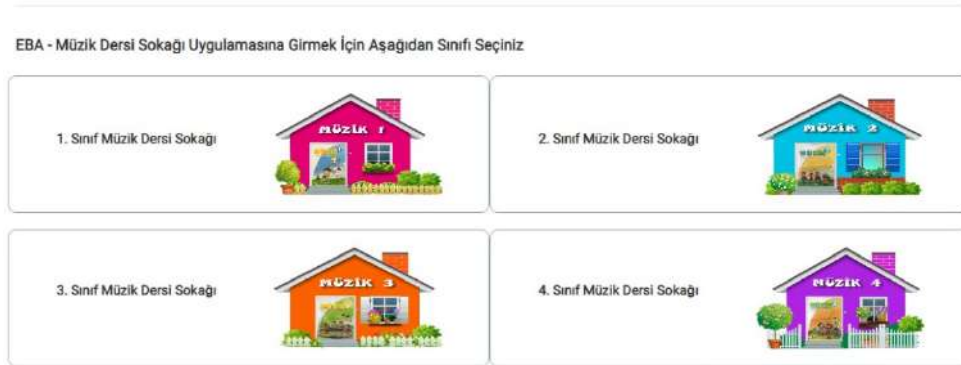 EBA - Müzik Dersi Sokağı Uygulamasına Girmek İçin Aşağıdan Sınıfı Seçiniz
1. Sınıf Müzik Dersi Sokağı
MÜZİK 1
2. Sınıf Müzik Dersi Sokağı
MÜZİK 2
3. Sınıf Müzik Dersi Sokağı
MÜZİK 3
4. Sınıf Müzik Dersi Sokağı
MÜZİK 4